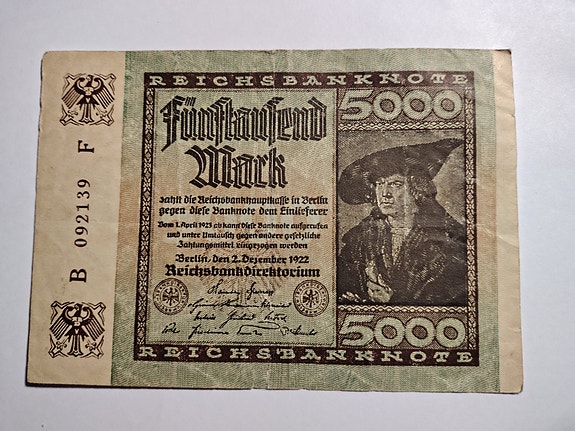 REICHSBANKNOTE
Fünftausend
Mark
zahlt die Reichsbankhauptkasse in Berlin
gegen diese Banknote dem Einlieferer
Vom 1. April 1923 ab kann diese Banknote aufgerufen
und unter Umtausch gegen andere gesetzliche
Zahlungsmittel eingezogen werden
Berlin, den 2. Dezember 1922
Reichsbankdirektorium
5000
5000
REICHSBANKNOTE
B 092139 F